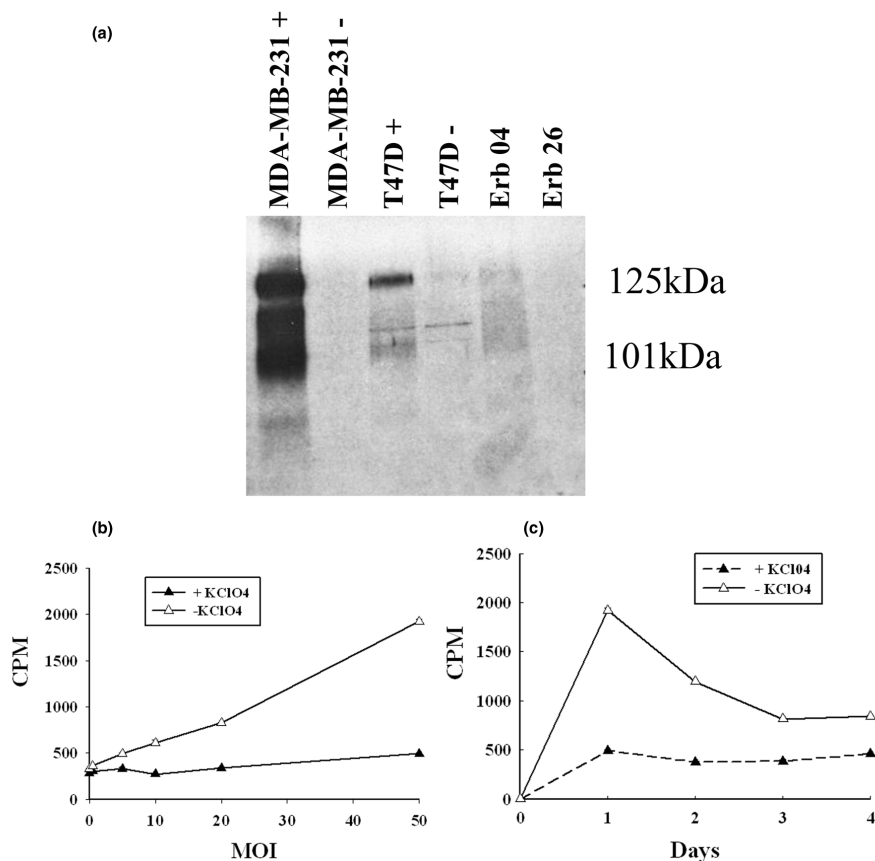 (a)
MDA-MB-231 +
MDA-MB-231 -
T47D +
T47D -
Erb 04
Erb 26
125kDa
101kDa
(b)
2500
2000
1500
1000
500
0
CPM
+ KClO4
-KClO4
0 10 20 30 40 50
MOI
(c)
2500
2000
1500
1000
500
0
CPM
+ KCl04
- KClO4
0 1 2 3 4
Days